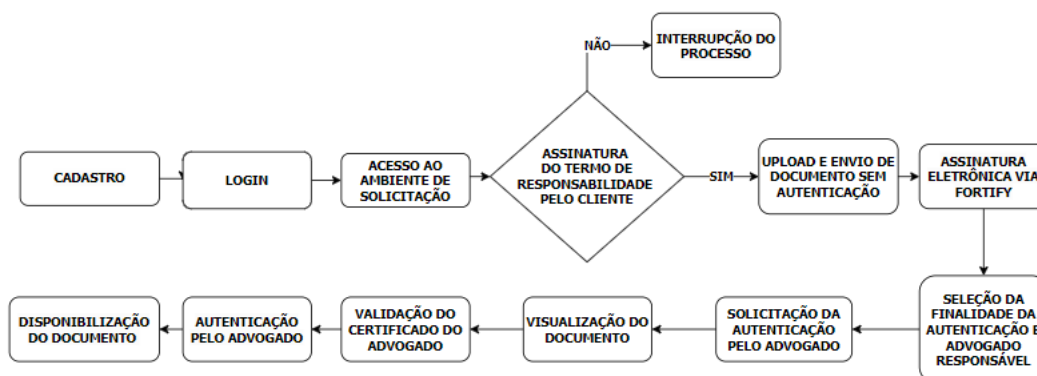 NÃO
INTERRUPÇÃO DO
PROCESSO
CADASTRO
LOGIN
ACESSO AO
AMBIENTE DE
SOLICITAÇÃO
ASSINATURA
DO TERMO DE
RESPONSABILIDADE
PELO CLIENTE
SIM
UPLOAD E ENVIO DE
DOCUMENTO SEM
AUTENTICAÇÃO
ASSINATURA
ELETRÔNICA VIA
FORTIFY
SELEÇÃO DA
FINALIDADE DA
AUTENTICAÇÃO E
ADVOGADO
RESPONSÁVEL
SOLICITAÇÃO DA
AUTENTICAÇÃO
PELO ADVOGADO
VISUALIZAÇÃO DO
DOCUMENTO
VALIDAÇÃO DO
CERTIFICADO DO
ADVOGADO
AUTENTICAÇÃO
PELO ADVOGADO
DISPONIBILIZAÇÃO
DO DOCUMENTO